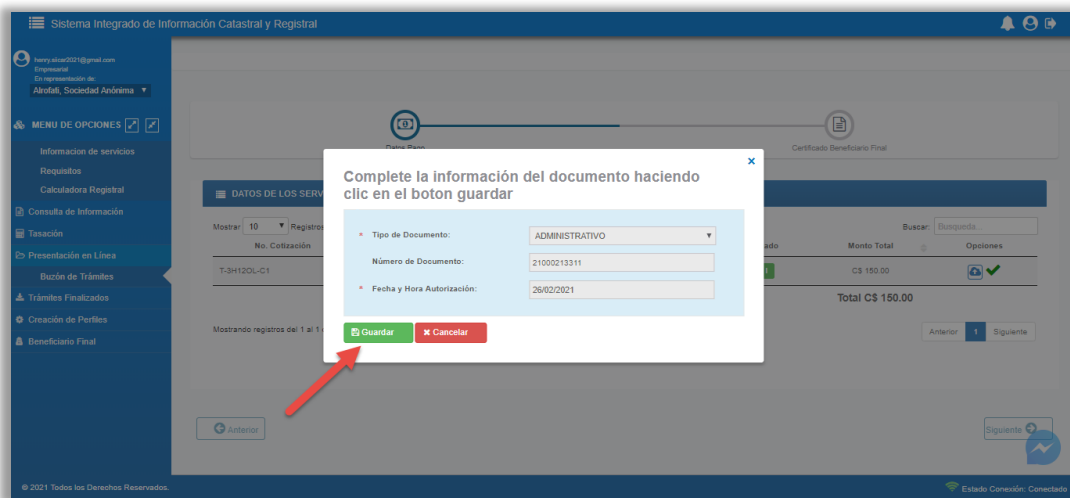 Sistema Integrado de Información Catastral y Registral
henry.alicer2021@gmail.com
Empresarial
En representación de:
Alrofati, Sociedad Anónima
MENU DE OPCIONES
Informacion de servicios
Requisitos
Calculadora Registral
Consulta de Información
Tasación
Presentación en Línea
Buzón de Trámites
Trámites Finalizados
Creación de Perfiles
Beneficiario Final
Datos Pago
Certificado Beneficiario Final
DATOS DE LOS SERV
Mostrar 10 Registros
Buscar: Busqueda...
No. Cotización
ado
Monto Total
Opciones
T-3H12OL-C1
C$ 150.00
Total C$ 150.00
Mostrando registros del 1 al 1
Anterior 1 Siguiente
Complete la información del documento haciendo
clic en el boton guardar
×
* Tipo de Documento: ADMINISTRATIVO
Número de Documento: 21000213311
* Fecha y Hora Autorización: 26/02/2021
Guardar
Cancelar
Anterior
Siguiente
© 2021 Todos los Derechos Reservados.
Estado Conexión: Conectado